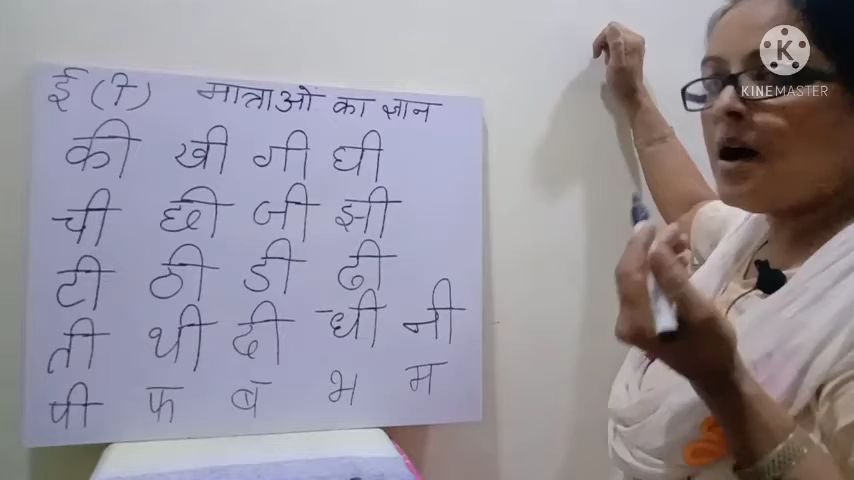 ई (ी) मात्राओं का ज्ञान
की खी गी घी
ची छी जी झी
टी ठी डी ढी
ती थी दी धी नी
पी फ ब भ म
KINEMASTER